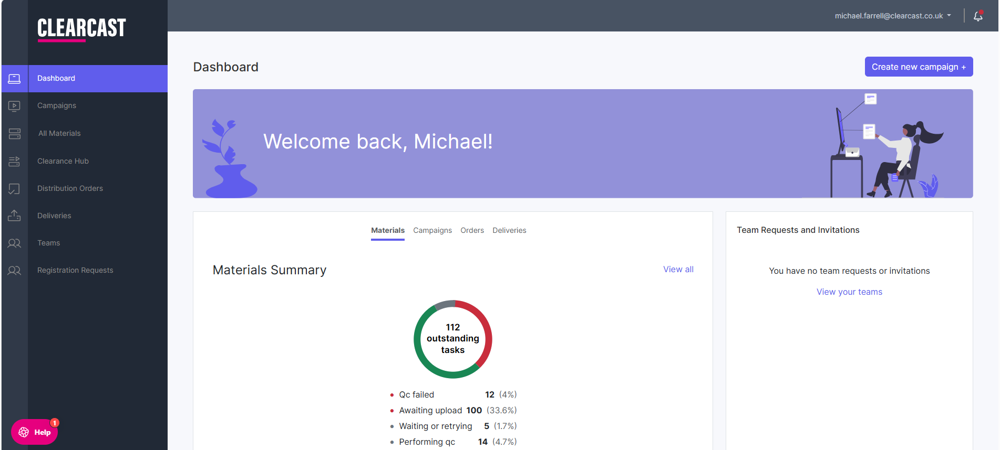 CLEARCAST
michael.farrell@clearcast.co.uk
Dashboard
Campaigns
All Materials
Clearance Hub
Distribution Orders
Deliveries
Teams
Registration Requests
1
Help
Dashboard
Create new campaign +
Welcome back, Michael!
Materials Campaigns Orders Deliveries
Materials Summary
View all
112
outstanding
tasks
Qc failed 12 (4%)
Awaiting upload 100 (33.6%)
Waiting or retrying 5 (1.7%)
Performing qc 14 (4.7%)
Team Requests and Invitations
You have no team requests or invitations
View your teams